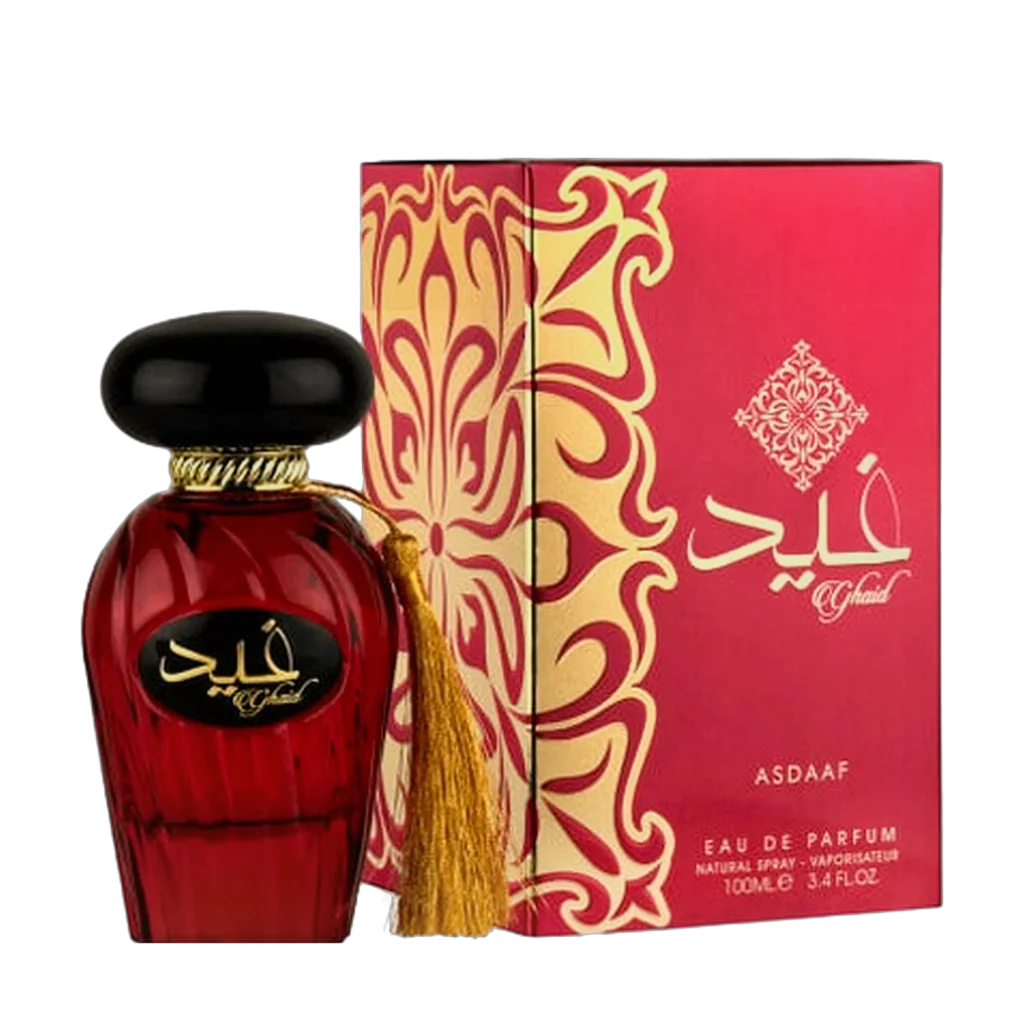 غيد
Ghaid
غيد
Ghaid
ASDAAF
EAU DE PARFUM
NATURAL SPRAY - VAPORISATEUR
100ML e 3.4 FL.OZ.